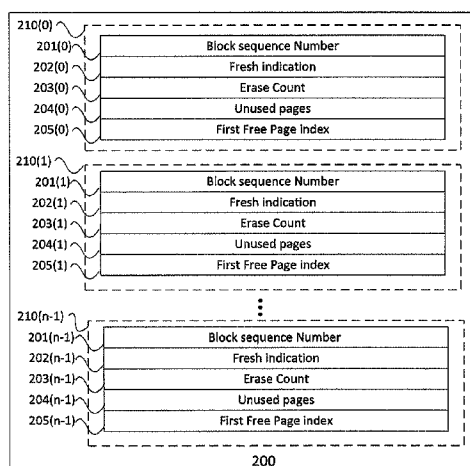 210(0)
201(0) Block sequence Number
202(0) Fresh indication
203(0) Erase Count
204(0) Unused pages
205(0) First Free Page index
210(1)
201(1) Block sequence Number
202(1) Fresh indication
203(1) Erase Count
204(1) Unused pages
205(1) First Free Page index
210(n-1)
201(n-1) Block sequence Number
202(n-1) Fresh indication
203(n-1) Erase Count
204(n-1) Unused pages
205(n-1) First Free Page index
200